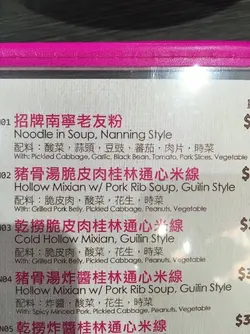 N01 招牌南寧老友粉 $
Noodle in Soup, Nanning Style
配料：酸菜，蒜頭，豆豉，蕃茄，肉片，時菜
With: Pickled Cabbage, Garlic, Black Bean, Tomato, Pork Slices, Vegetable
N02 豬骨湯脆皮肉桂林通心米線 $
Hollow Mixian w/ Pork Rib Soup, Guilin Style
配料：脆皮肉，酸菜，花生，時菜
With: Grilled Pork Belly, Pickled Cabbage, Peanuts, Vegetable
N03 乾撈脆皮肉桂林通心米線 $
Cold Hollow Mixian, Guilin Style
配料：脆皮肉，酸菜，花生，時菜
With: Grilled Pork Belly, Pickled Cabbage, Peanuts, Vegetable
N04 豬骨湯炸醬桂林通心米線 $
Hollow Mixian w/ Pork Rib Soup, Guilin Style
配料：炸醬，酸菜，花生，時菜
With: Spicy Minced Pork, Pickled Cabbage, Peanuts, Vegetable
N05 乾撈炸醬桂林通心米線